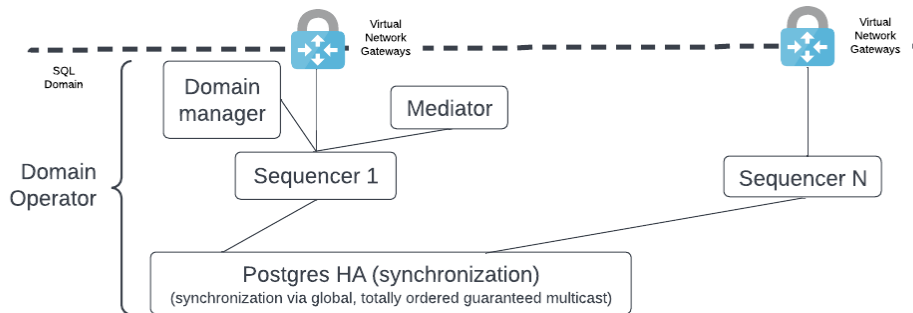 Virtual
Network
Gateways
Virtual
Network
Gateways
SQL
Domain
Domain
manager
Mediator
Domain
Operator
Sequencer 1
Sequencer N
Postgres HA (synchronization)
(synchronization via global, totally ordered guaranteed multicast)